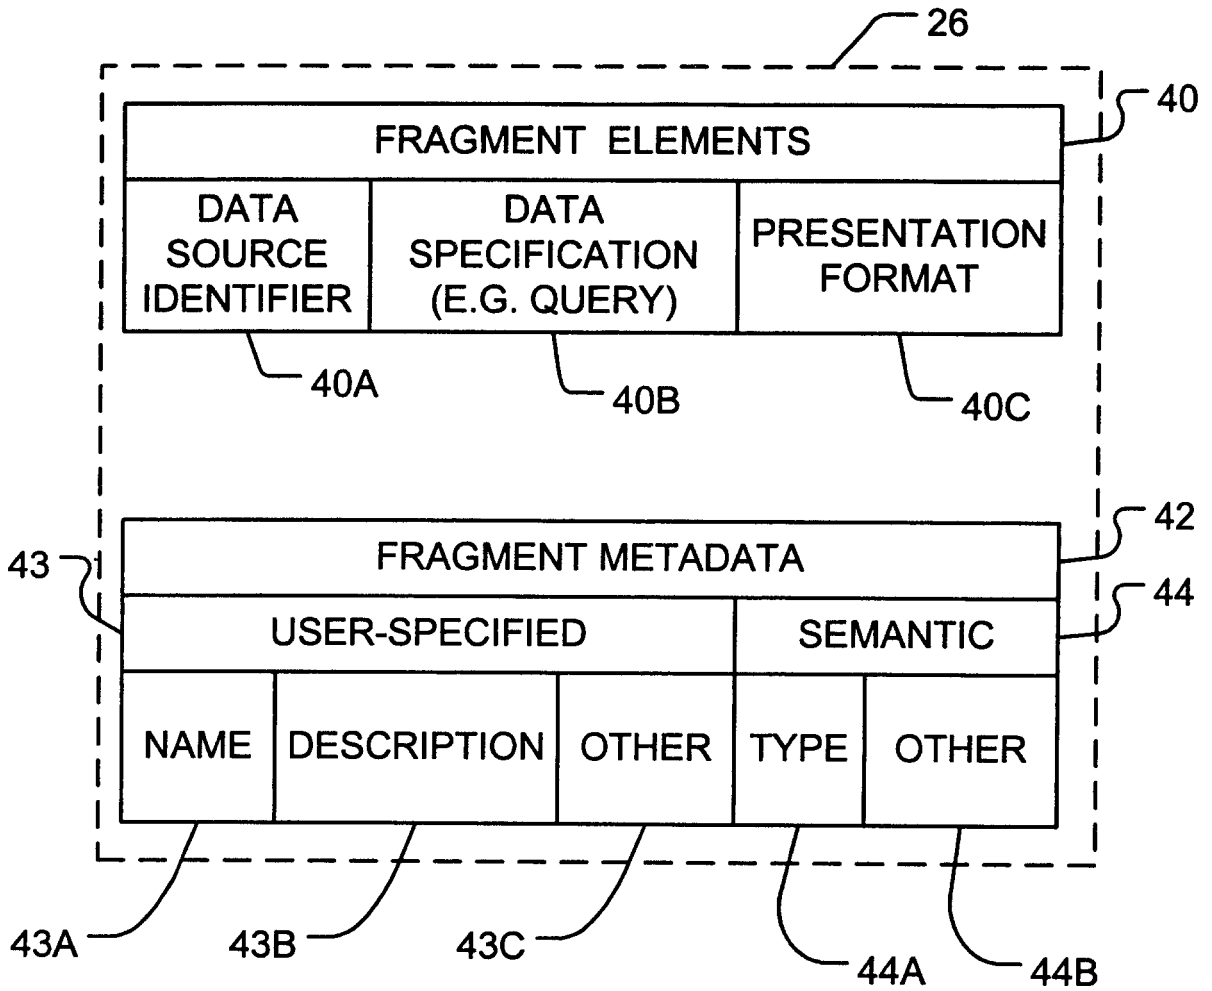 26
40
FRAGMENT ELEMENTS
DATA
SOURCE
IDENTIFIER
DATA
SPECIFICATION
(E.G. QUERY)
PRESENTATION
FORMAT
40A
40B
40C
42
FRAGMENT METADATA
43
44
USER-SPECIFIED
SEMANTIC
NAME
DESCRIPTION
OTHER
TYPE
OTHER
43A
43B
43C
44A
44B